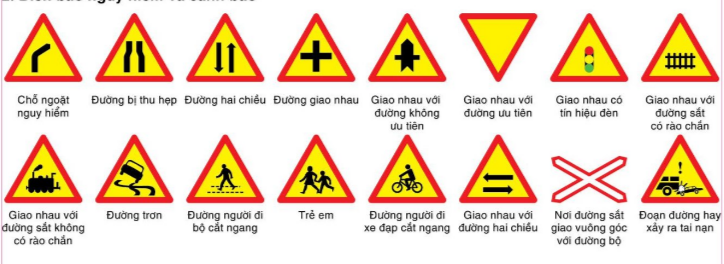 Chỗ ngoặt
nguy hiểm
Đường bị thu hẹp
Đường hai chiều
Đường giao nhau
Giao nhau với
đường không
ưu tiên
Giao nhau với
đường ưu tiên
Giao nhau có
tín hiệu đèn
Giao nhau với
đường sắt
có rào chắn
Giao nhau với
đường sắt không
có rào chắn
Đường trơn
Đường người đi
bộ cắt ngang
Trẻ em
Đường người đi
xe đạp cắt ngang
Giao nhau với
đường hai chiều
Nơi đường sắt
giao vuông góc
với đường bộ
Đoạn đường hay
xảy ra tai nạn